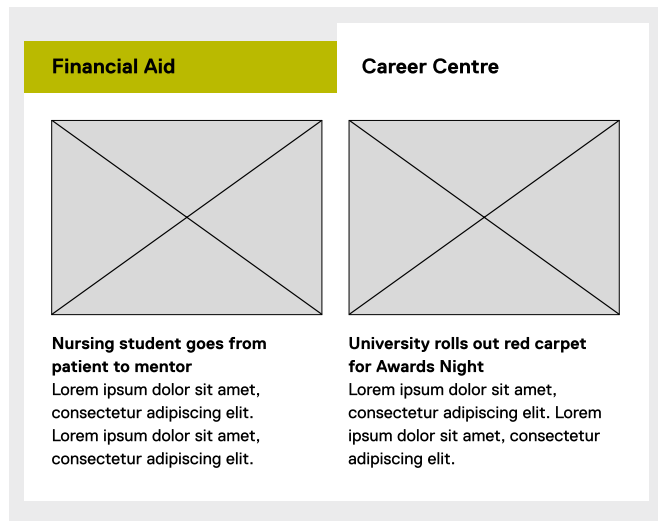 Financial Aid
Career Centre
Nursing student goes from
patient to mentor
Lorem ipsum dolor sit amet,
consectetur adipiscing elit.
Lorem ipsum dolor sit amet,
consectetur adipiscing elit.
University rolls out red carpet
for Awards Night
Lorem ipsum dolor sit amet,
consectetur adipiscing elit. Lorem
ipsum dolor sit amet, consectetur
adipiscing elit.